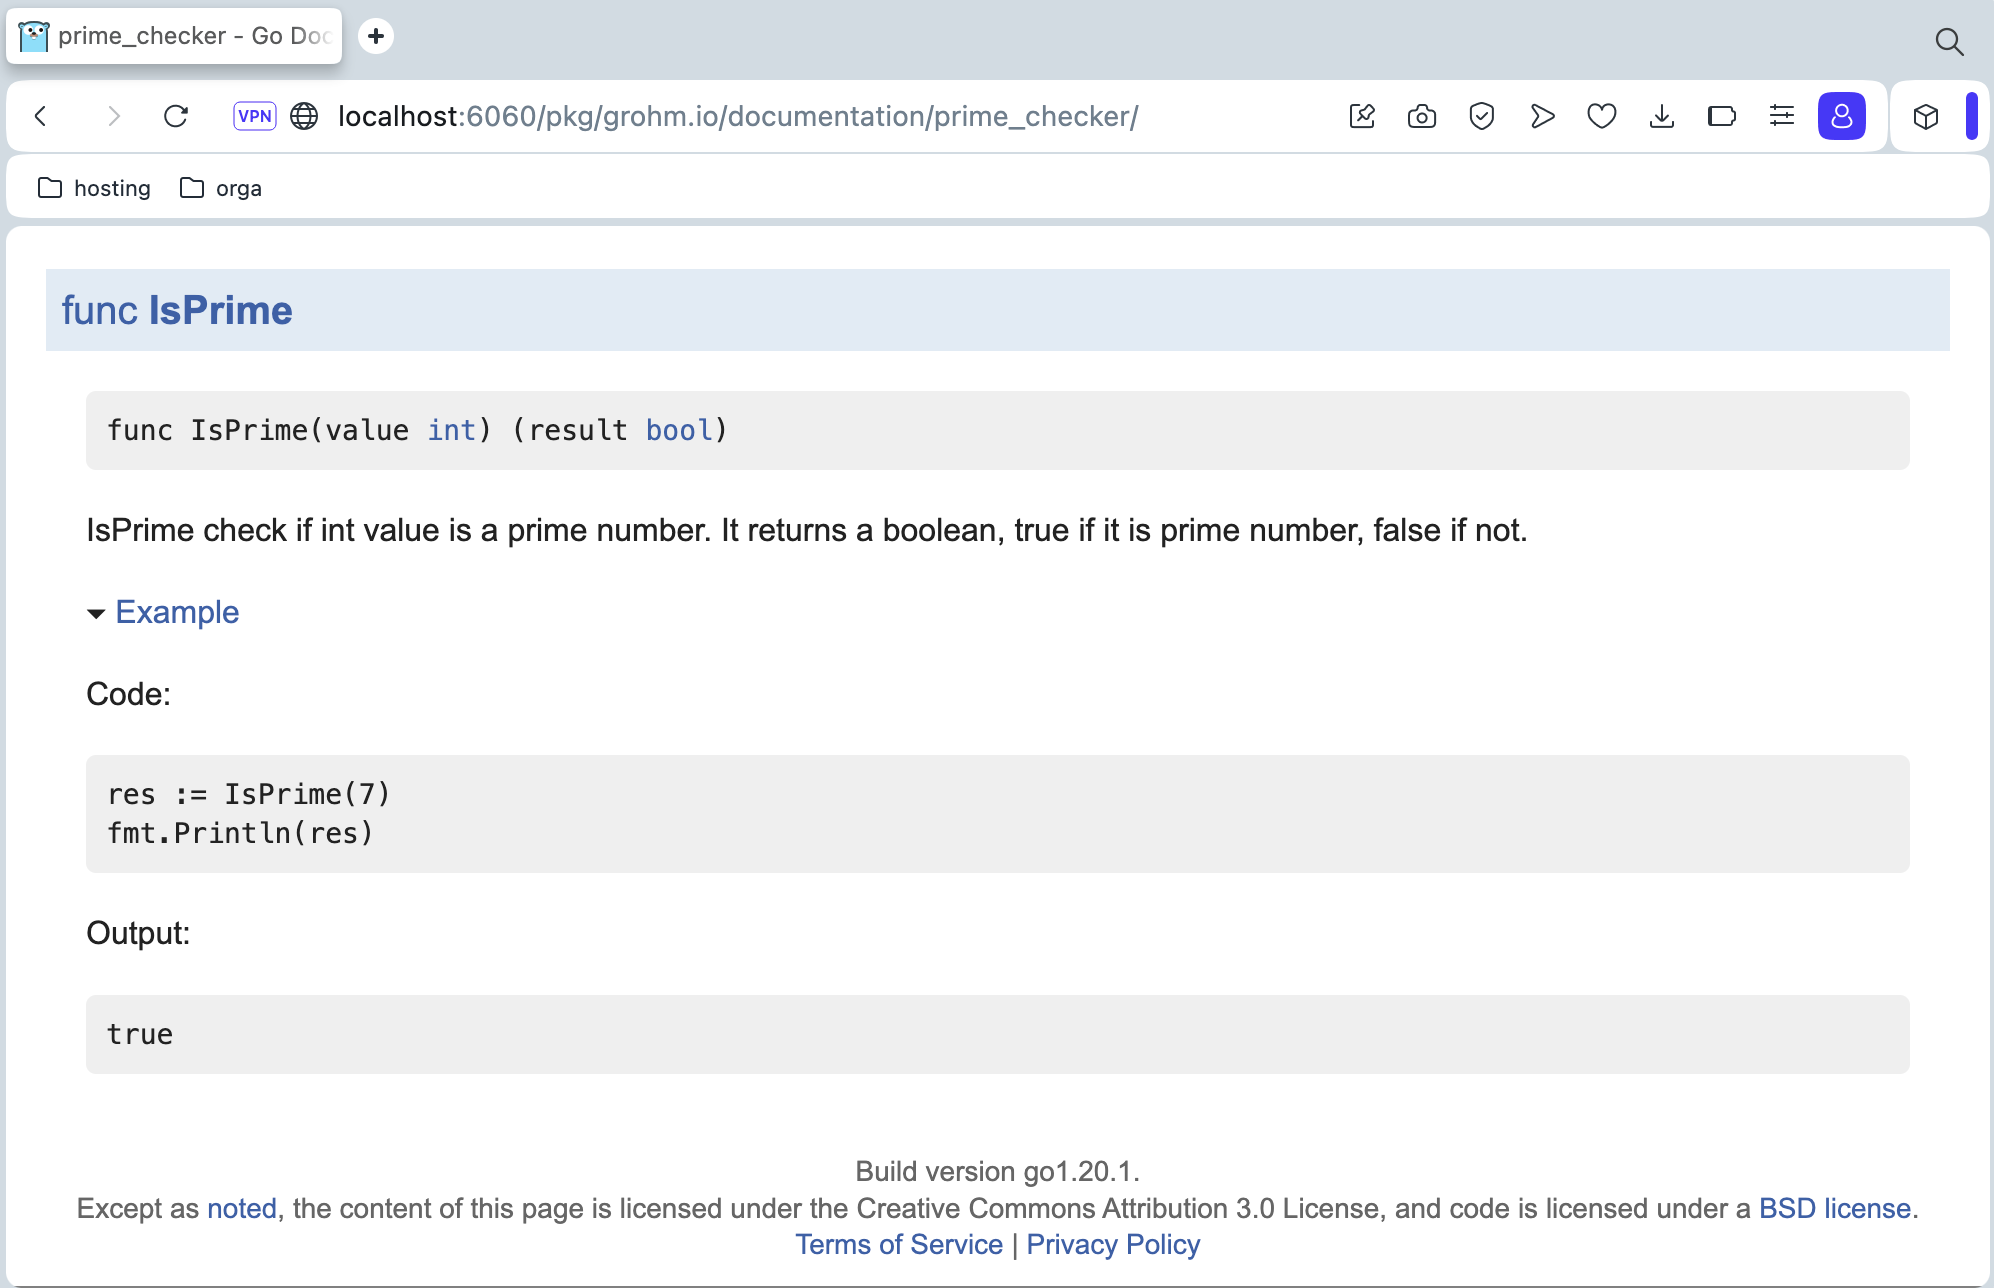 prime_checker - Go Doc
VPN localhost:6060/pkg/grohm.io/documentation/prime_checker/
hosting orga
func IsPrime
func IsPrime(value int) (result bool)
IsPrime check if int value is a prime number. It returns a boolean, true if it is prime number, false if not.
Example
Code:
res := IsPrime(7)
fmt.Println(res)
Output:
true
Build version go1.20.1.
Except as noted, the content of this page is licensed under the Creative Commons Attribution 3.0 License, and code is licensed under a BSD license.
Terms of Service | Privacy Policy